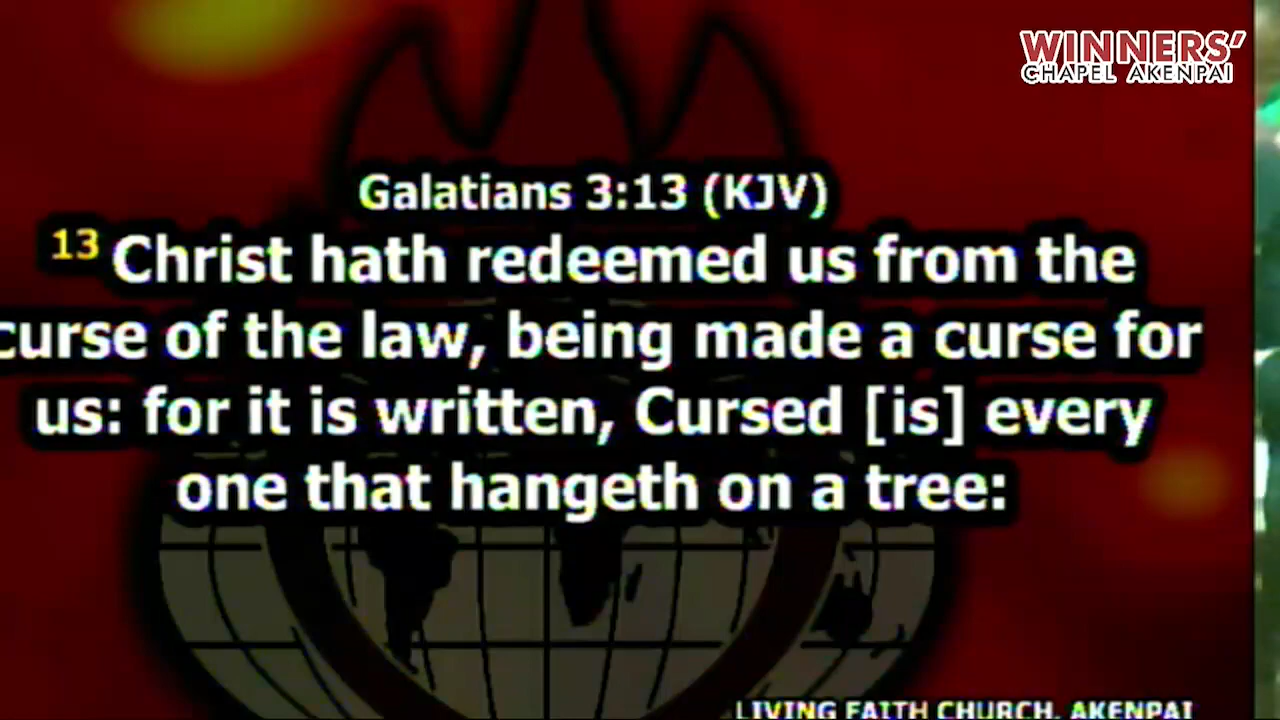 WINNERS'
CHAPEL AKENPAI
Galatians 3:13 (KJV)
13 Christ hath redeemed us from the
curse of the law, being made a curse for
us: for it is written, Cursed [is] every
one that hangeth on a tree:
LIVING FAITH CHURCH, AKENPAI